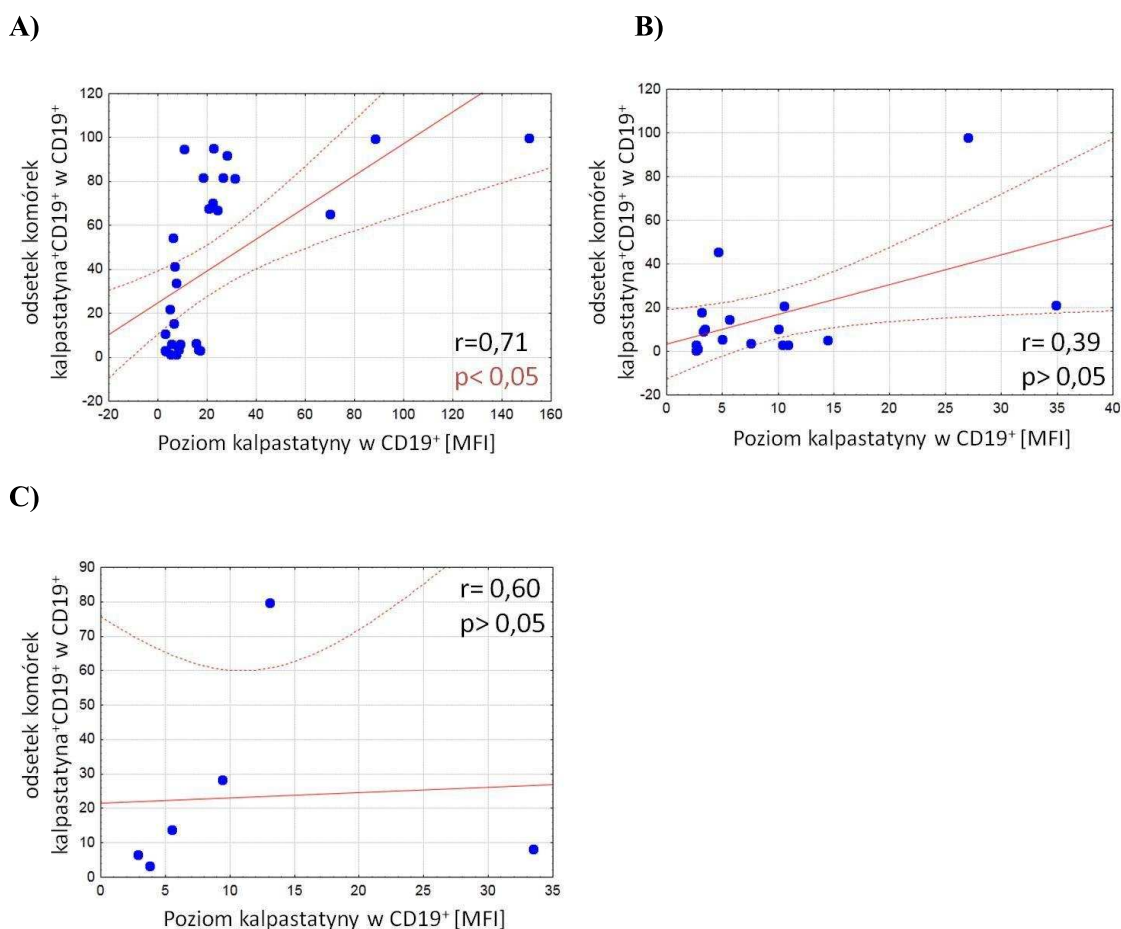 A)
odsetek komórek
kalpastatyna⁺CD19⁺ w CD19⁺
120
100
80
60
40
20
0
-20
-20 0 20 40 60 80 100 120 140 160
r=0,71
p< 0,05
Poziom kalpastatyny w CD19⁺ [MFI]
B)
odsetek komórek
kalpastatyna⁺CD19⁺ w CD19⁺
120
100
80
60
40
20
0
-20
0 5 10 15 20 25 30 35 40
r= 0,39
p> 0,05
Poziom kalpastatyny w CD19⁺ [MFI]
C)
odsetek komórek
kalpastatyna⁺CD19⁺ w CD19⁺
90
80
70
60
50
40
30
20
10
0
0 5 10 15 20 25 30 35
r= 0,60
p> 0,05
Poziom kalpastatyny w CD19⁺ [MFI]